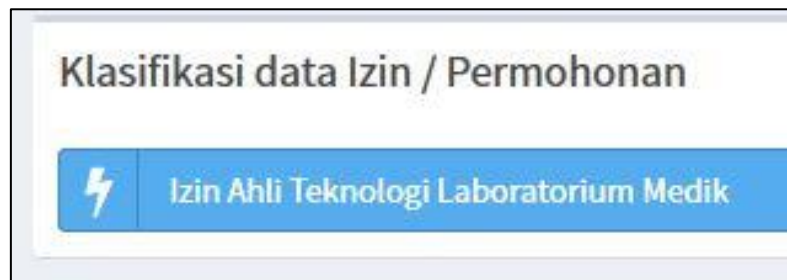 Klasifikasi data Izin / Permohonan
Izin Ahli Teknologi Laboratorium Medik